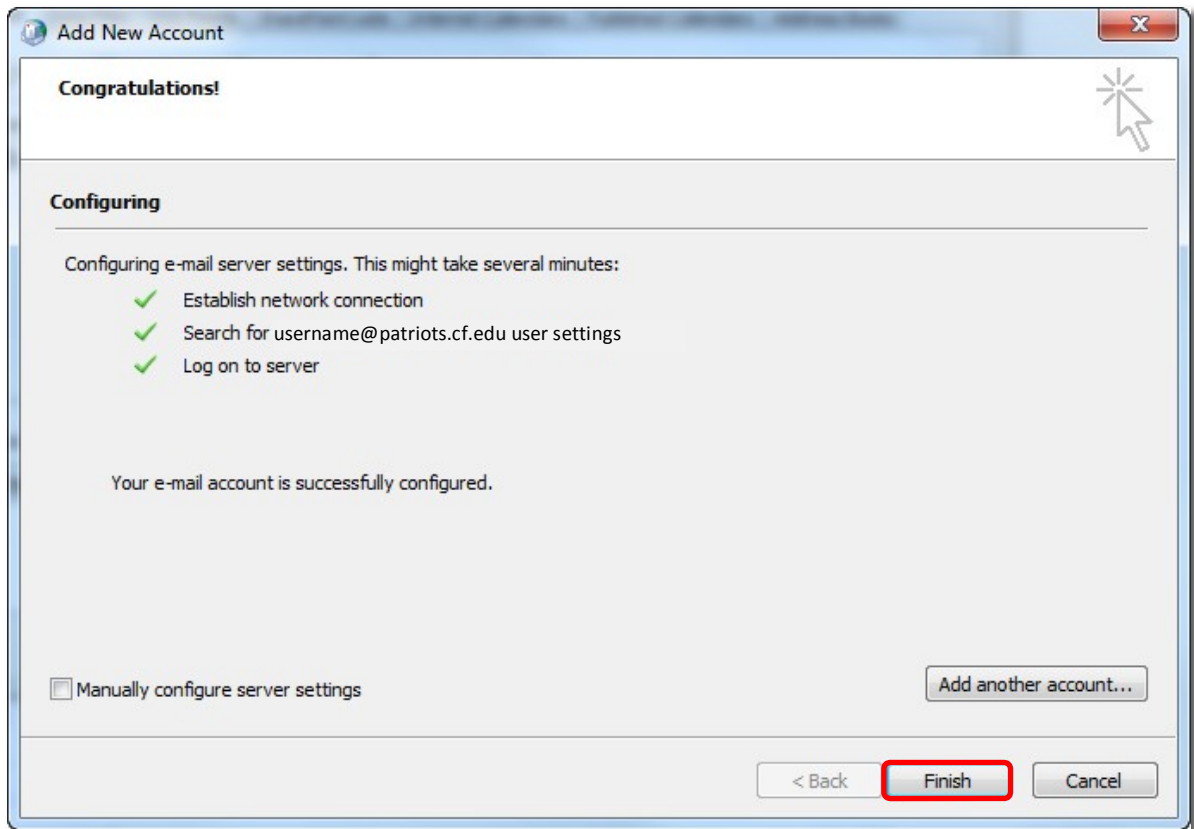 Add New Account
Congratulations!
Configuring
Configuring e-mail server settings. This might take several minutes:
Establish network connection
Search for username@patriots.cf.edu user settings
Log on to server
Your e-mail account is successfully configured.
Manually configure server settings
Add another account...
< Back
Finish
Cancel